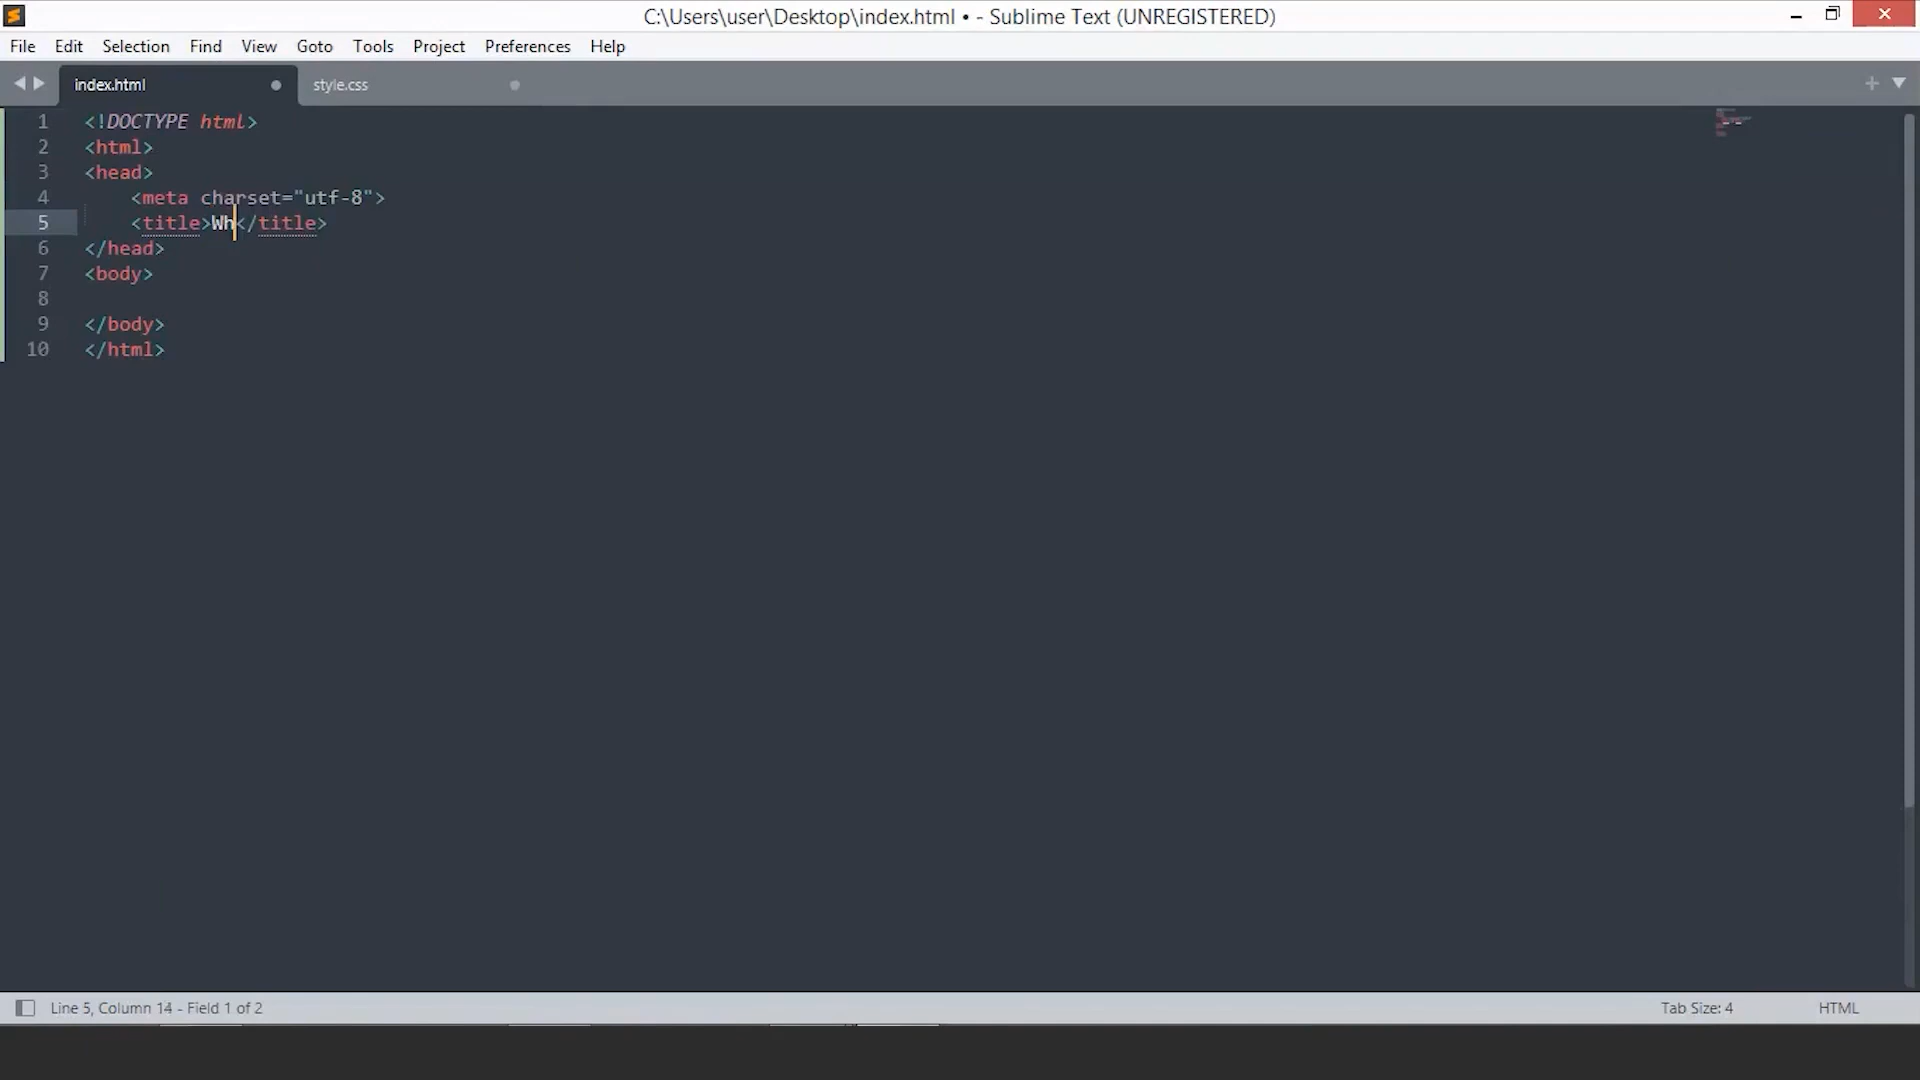 C:\Users\user\Desktop\index.html • - Sublime Text (UNREGISTERED)
File Edit Selection Find View Goto Tools Project Preferences Help
index.html style.css
1 <!DOCTYPE html>
2 <html>
3 <head>
4 <meta charset="utf-8">
5 <title>Wh</title>
6 </head>
7 <body>
8
9 </body>
10 </html>
Line 5, Column 14 - Field 1 of 2 Tab Size: 4 HTML